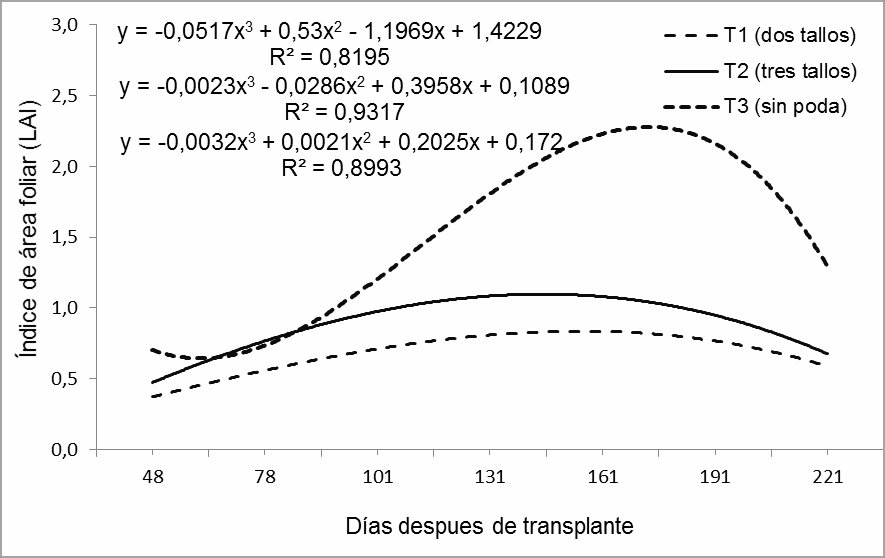 3,0
2,5
2,0
1,5
1,0
0,5
0,0
Índice de área foliar (LAI)
y = -0,0517x³ + 0,53x² - 1,1969x + 1,4229
R² = 0,8195
y = -0,0023x³ - 0,0286x² + 0,3958x + 0,1089
R² = 0,9317
y = -0,0032x³ + 0,0021x² + 0,2025x + 0,172
R² = 0,8993
T1 (dos tallos)
T2 (tres tallos)
T3 (sin poda)
48 78 101 131 161 191 221
Días despues de transplante